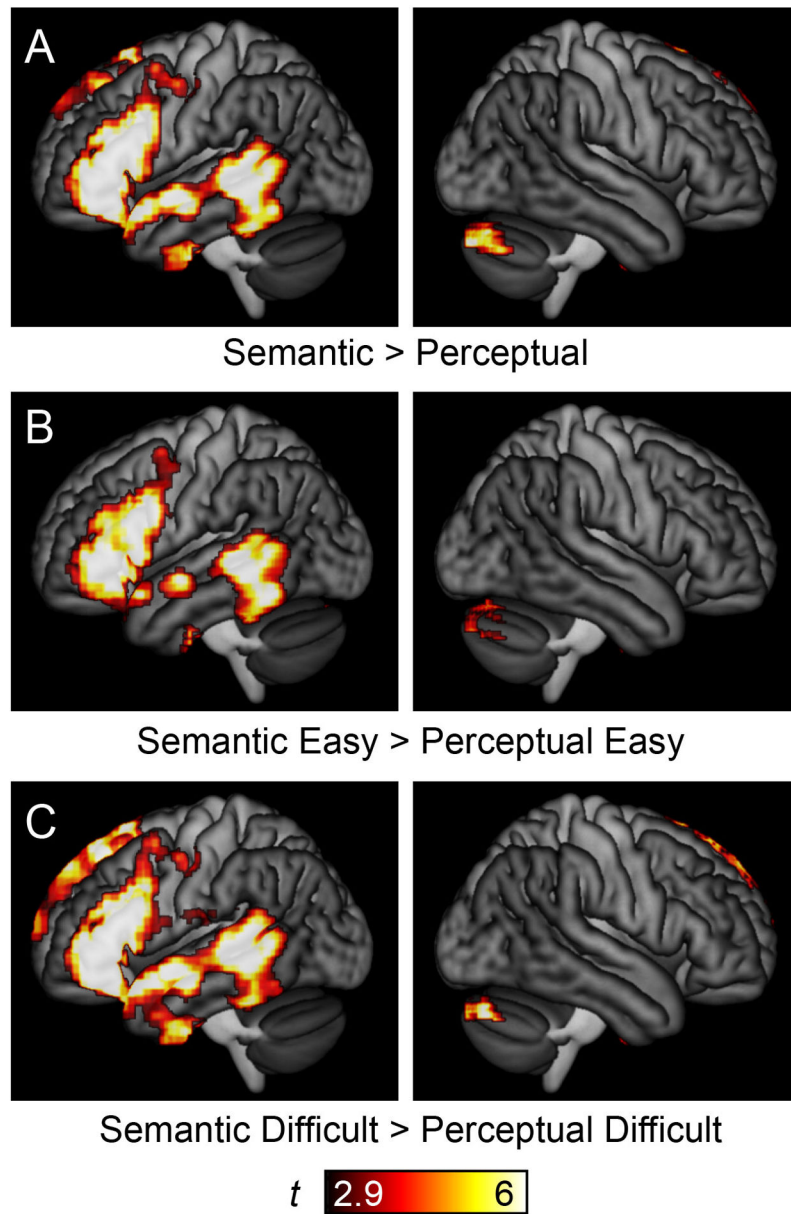 A
Semantic > Perceptual
B
Semantic Easy > Perceptual Easy
C
Semantic Difficult > Perceptual Difficult
t 2.9 6